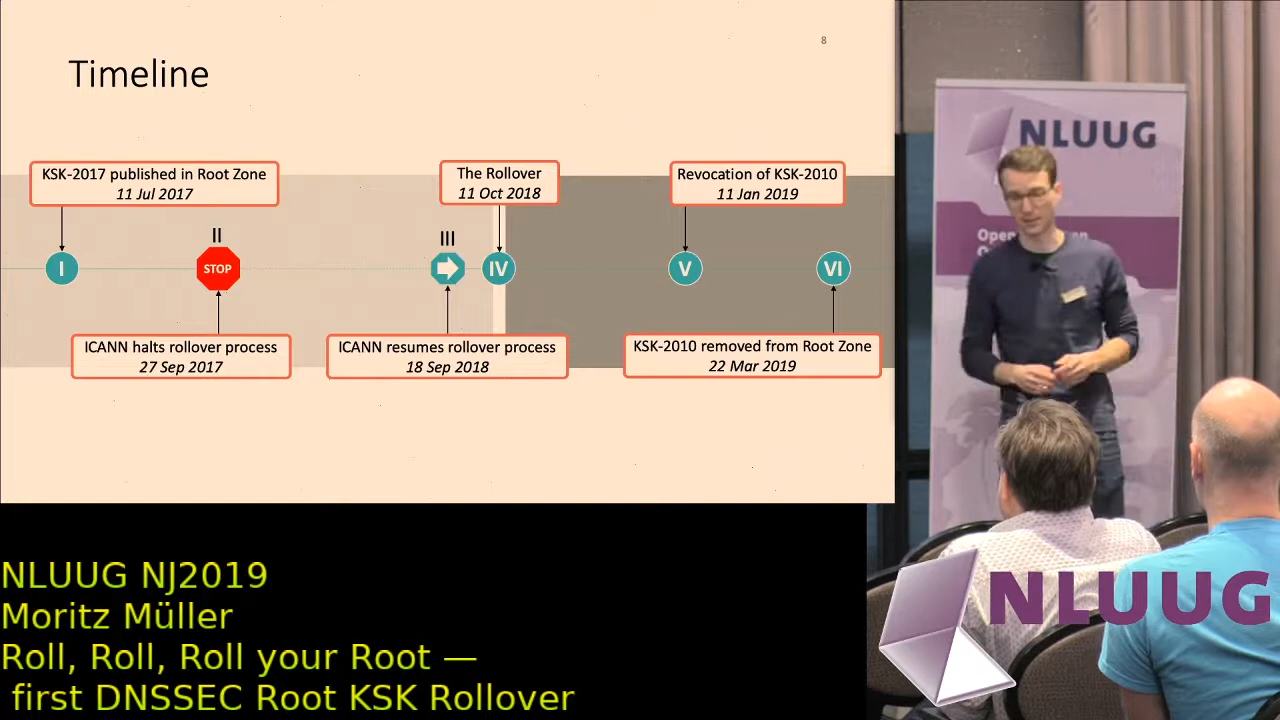 8
Timeline
KSK-2017 published in Root Zone
11 Jul 2017
The Rollover
11 Oct 2018
Revocation of KSK-2010
11 Jan 2019
II
III
I
STOP
IV
V
VI
ICANN halts rollover process
27 Sep 2017
ICANN resumes rollover process
18 Sep 2018
KSK-2010 removed from Root Zone
22 Mar 2019
NLUUG
NLUUG NJ2019
Moritz Müller
Roll, Roll, Roll your Root —
first DNSSEC Root KSK Rollover
NLUUG